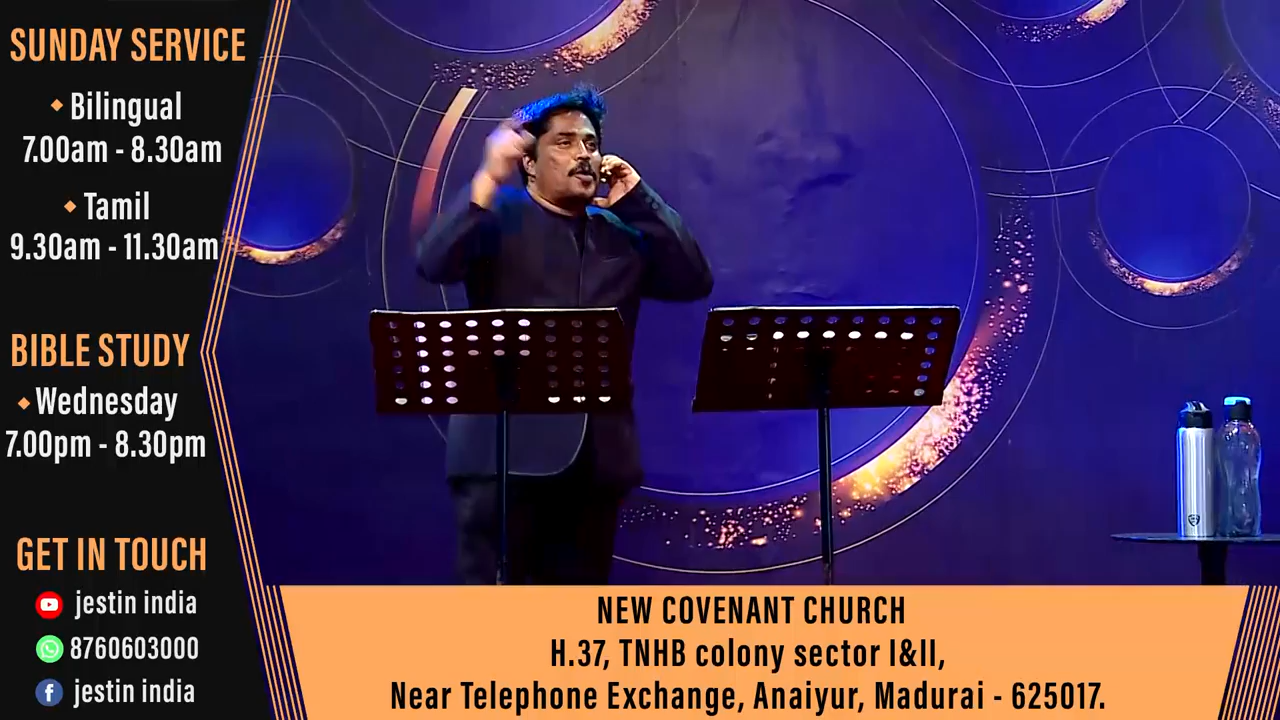 SUNDAY SERVICE
Bilingual
7.00am - 8.30am
Tamil
9.30am - 11.30am
BIBLE STUDY
Wednesday
7.00pm - 8.30pm
GET IN TOUCH
jestin india
8760603000
jestin india
NEW COVENANT CHURCH
H.37, TNHB colony sector I&II,
Near Telephone Exchange, Anaiyur, Madurai - 625017.